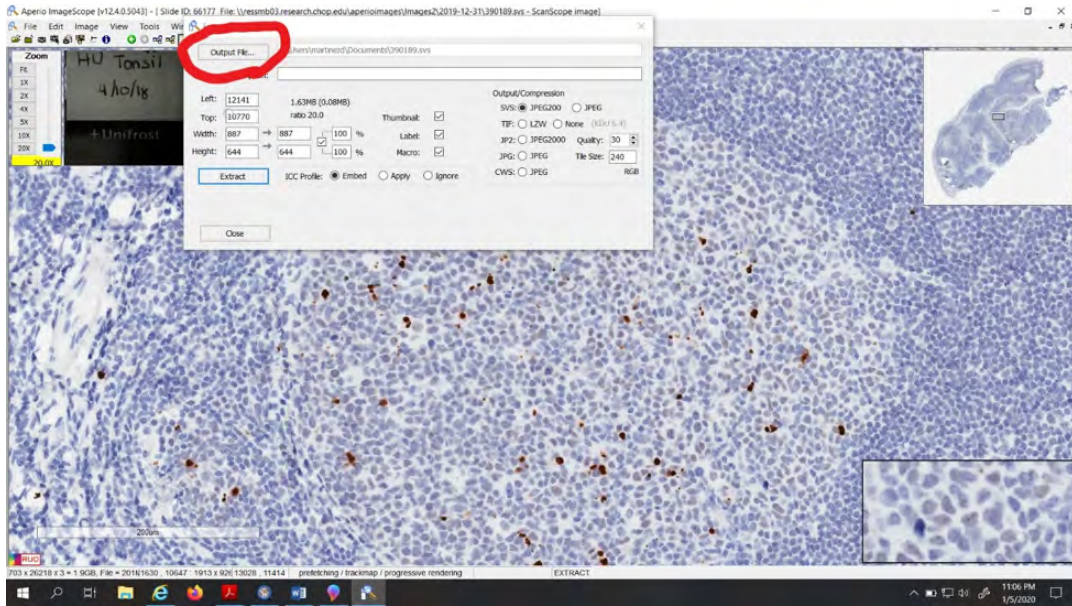 Aperio ImageScope [v12.4.0.5043] - [ Slide ID: 66177 File: \\ressmb03.research.chop.edu\aperioimages\Images2\2019-12-31\390189.svs - ScanScope image]
File Edit Image View Tools
Zoom
Fit
1X
2X
4X
5X
10X
20X
20.0X
HU Tonsil
4/10/18
+Unifrost
Output File...
Users\martinerd\Documents\390189.svs
Left: 12141
1.63MB (0.08MB)
Top: 10770
ratio 20.0
Width: 887 → 887 100 %
Height: 644 → 644 100 %
Thumbnail:
Label:
Macro:
Output/Compression
SVS: JPEG200 JPEG
TIF: LZW None
JP2: JPEG2000 Quality: 30
JPG: JPEG Tile Size: 240
CWS: JPEG RGB
Extract ICC Profile: Embed Apply Ignore
Close
200um
RUO
prefetching / trackmap / progressive rendering
EXTRACT
11:06 PM
1/5/2020